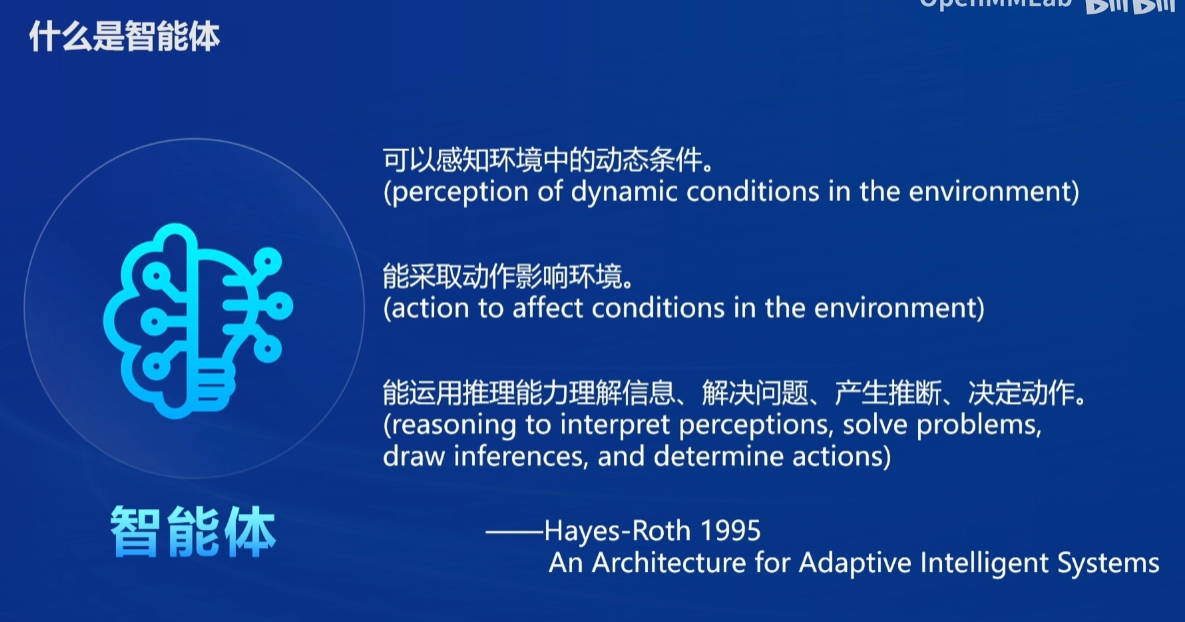 OpenMMLab bilibili
什么是智能体
可以感知环境中的动态条件。
(perception of dynamic conditions in the environment)
能采取动作影响环境。
(action to affect conditions in the environment)
能运用推理能力理解信息、解决问题、产生推断、决定动作。
(reasoning to interpret perceptions, solve problems,
draw inferences, and determine actions)
智能体
——Hayes-Roth 1995
An Architecture for Adaptive Intelligent Systems